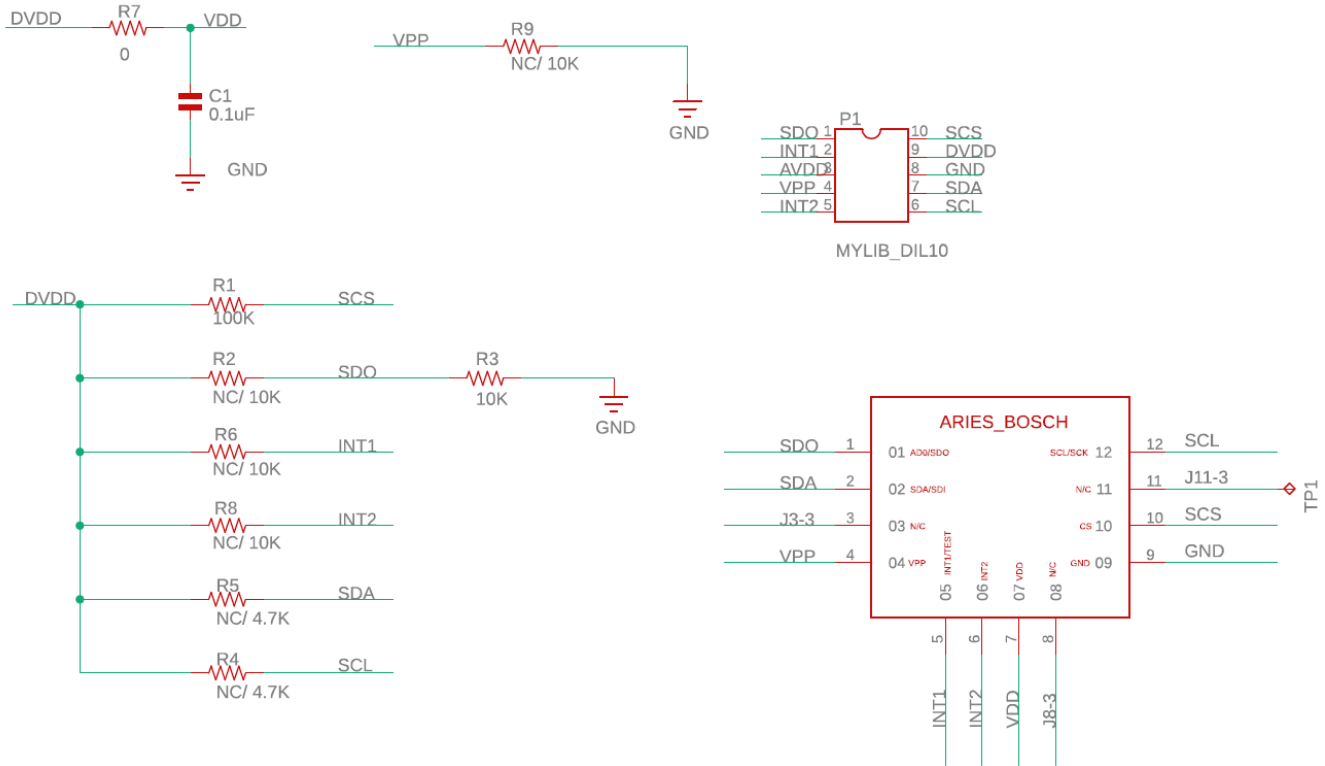 DVDD
R7
VDD
0
C1
0.1uF
GND
VPP
R9
NC/ 10K
GND
P1
SDO 1
INT1 2
AVDD 3
VPP 4
INT2 5
10 SCS
9 DVDD
8 GND
7 SDA
6 SCL
MYLIB_DIL10
DVDD
R1
100K
SCS
R2
NC/ 10K
SDO
R3
10K
GND
R6
NC/ 10K
INT1
R8
NC/ 10K
INT2
R5
NC/ 4.7K
SDA
R4
NC/ 4.7K
SCL
ARIES_BOSCH
SDO 1 01 AD0/SDO
SDA 2 02 SDA/SDI
J3-3 3 03 N/C
VPP 4 04 VPP
SCL/SCK 12 12 SCL
N/C 11 11 J11-3
TP1
CS 10 10 SCS
GND 09 9 GND
INT1/TEST 05 5 INT1
INT2 06 6 INT2
VDD 07 7 VDD
N/C 08 8 J8-3